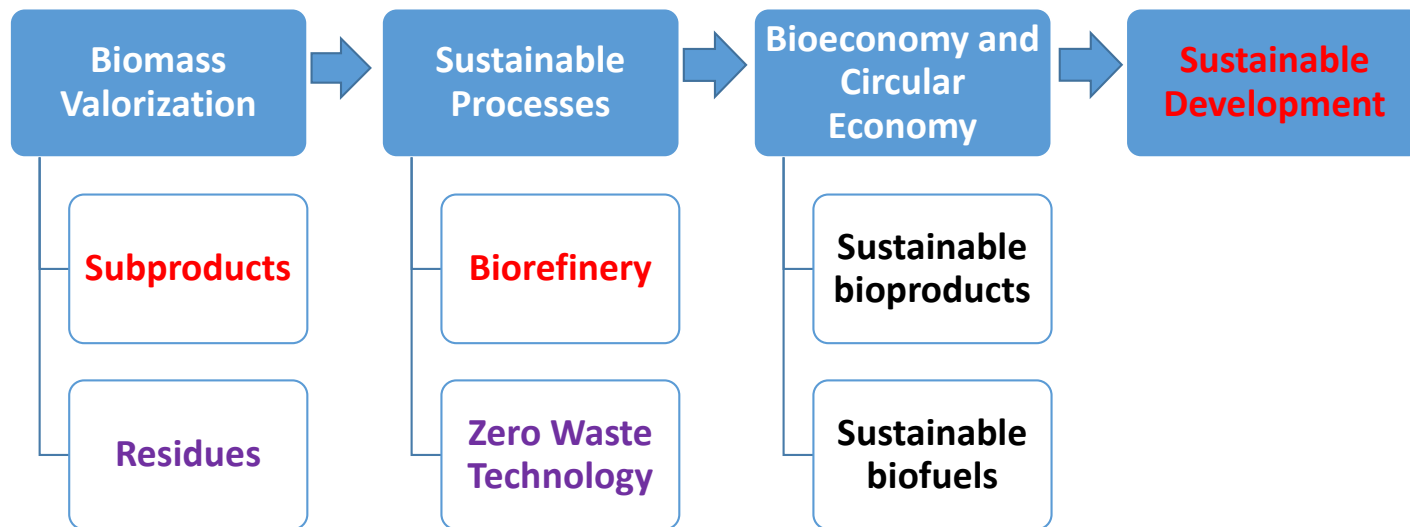 Biomass
Valorization
Subproducts
Residues
Sustainable
Processes
Biorefinery
Zero Waste
Technology
Bioeconomy and
Circular
Economy
Sustainable
bioproducts
Sustainable
biofuels
Sustainable
Development